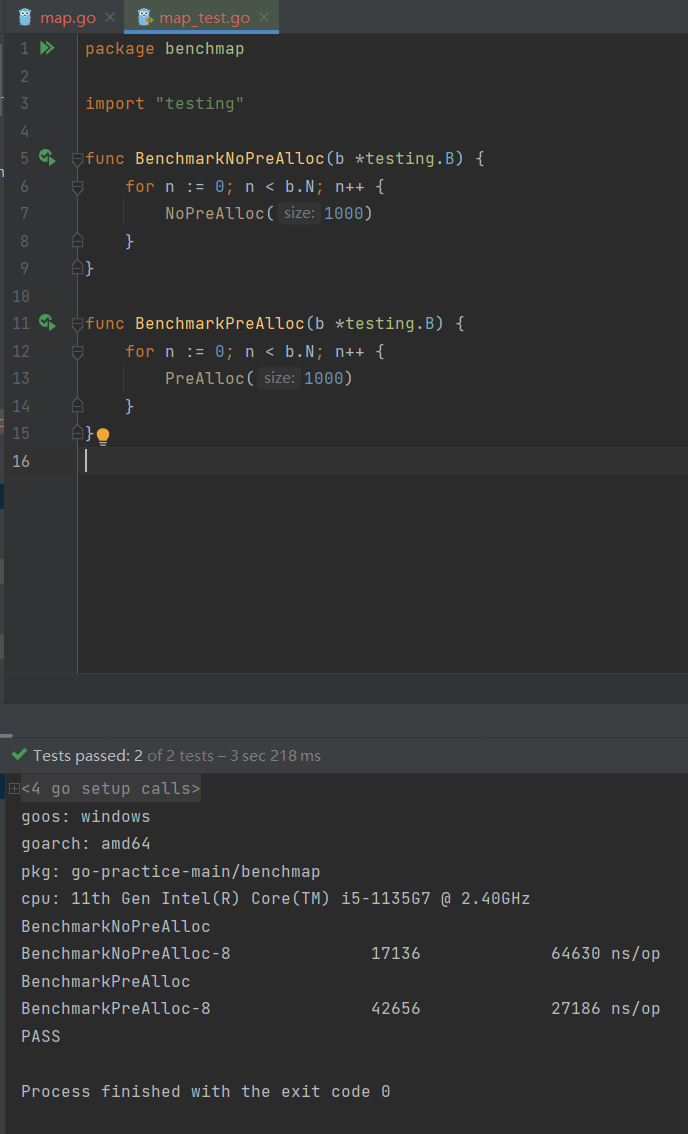 map.go map_test.go
1 package benchmap
2
3 import "testing"
4
5 func BenchmarkNoPreAlloc(b *testing.B) {
6 for n := 0; n < b.N; n++ {
7 NoPreAlloc( size: 1000)
8 }
9 }
10
11 func BenchmarkPreAlloc(b *testing.B) {
12 for n := 0; n < b.N; n++ {
13 PreAlloc( size: 1000)
14 }
15 }
16
Tests passed: 2 of 2 tests – 3 sec 218 ms
<4 go setup calls>
goos: windows
goarch: amd64
pkg: go-practice-main/benchmap
cpu: 11th Gen Intel(R) Core(TM) i5-1135G7 @ 2.40GHz
BenchmarkNoPreAlloc
BenchmarkNoPreAlloc-8 17136 64630 ns/op
BenchmarkPreAlloc
BenchmarkPreAlloc-8 42656 27186 ns/op
PASS
Process finished with the exit code 0